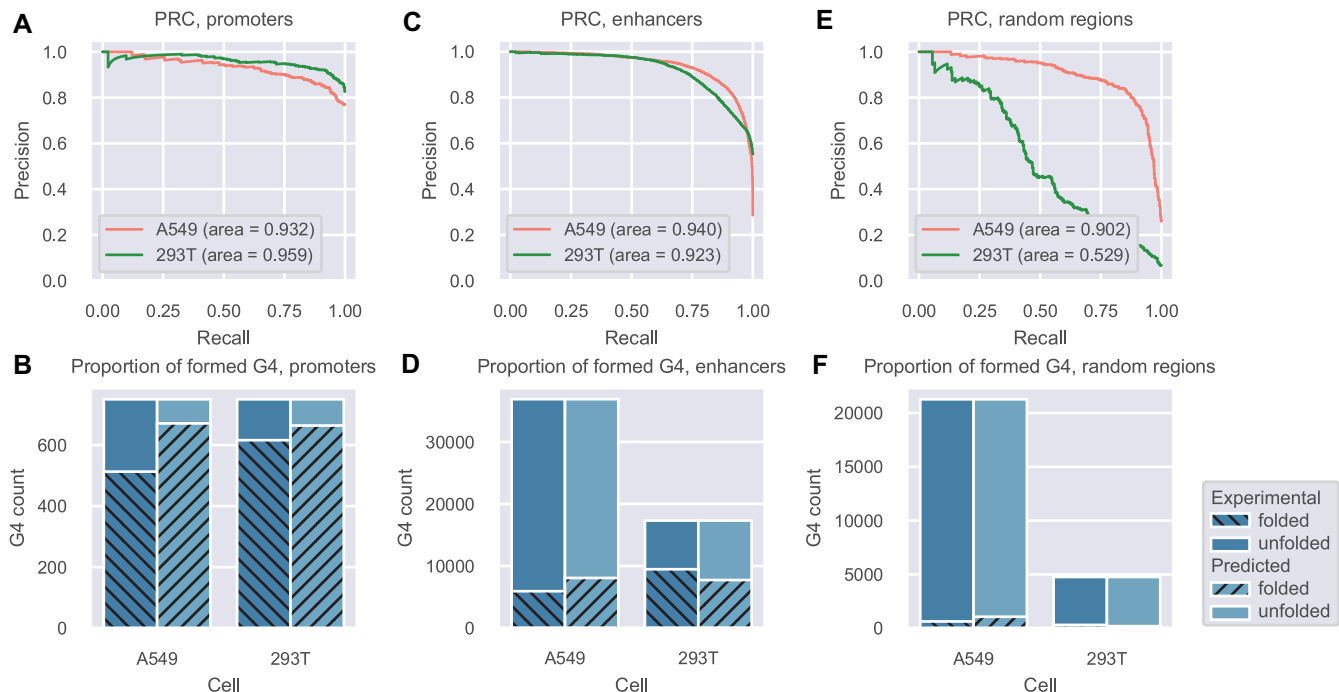 A
PRC, promoters
1.0
0.8
0.6
0.4
0.2
0.0
Precision
A549 (area = 0.932)
293T (area = 0.959)
0.00 0.25 0.50 0.75 1.00
Recall
C
PRC, enhancers
1.0
0.8
0.6
0.4
0.2
0.0
Precision
A549 (area = 0.940)
293T (area = 0.923)
0.00 0.25 0.50 0.75 1.00
Recall
E
PRC, random regions
1.0
0.8
0.6
0.4
0.2
0.0
Precision
A549 (area = 0.902)
293T (area = 0.529)
0.00 0.25 0.50 0.75 1.00
Recall
B
Proportion of formed G4, promoters
600
400
200
0
G4 count
A549 293T
Cell
D
Proportion of formed G4, enhancers
30000
20000
10000
0
G4 count
A549 293T
Cell
F
Proportion of formed G4, random regions
20000
15000
10000
5000
0
G4 count
A549 293T
Cell
Experimental
folded
unfolded
Predicted
folded
unfolded